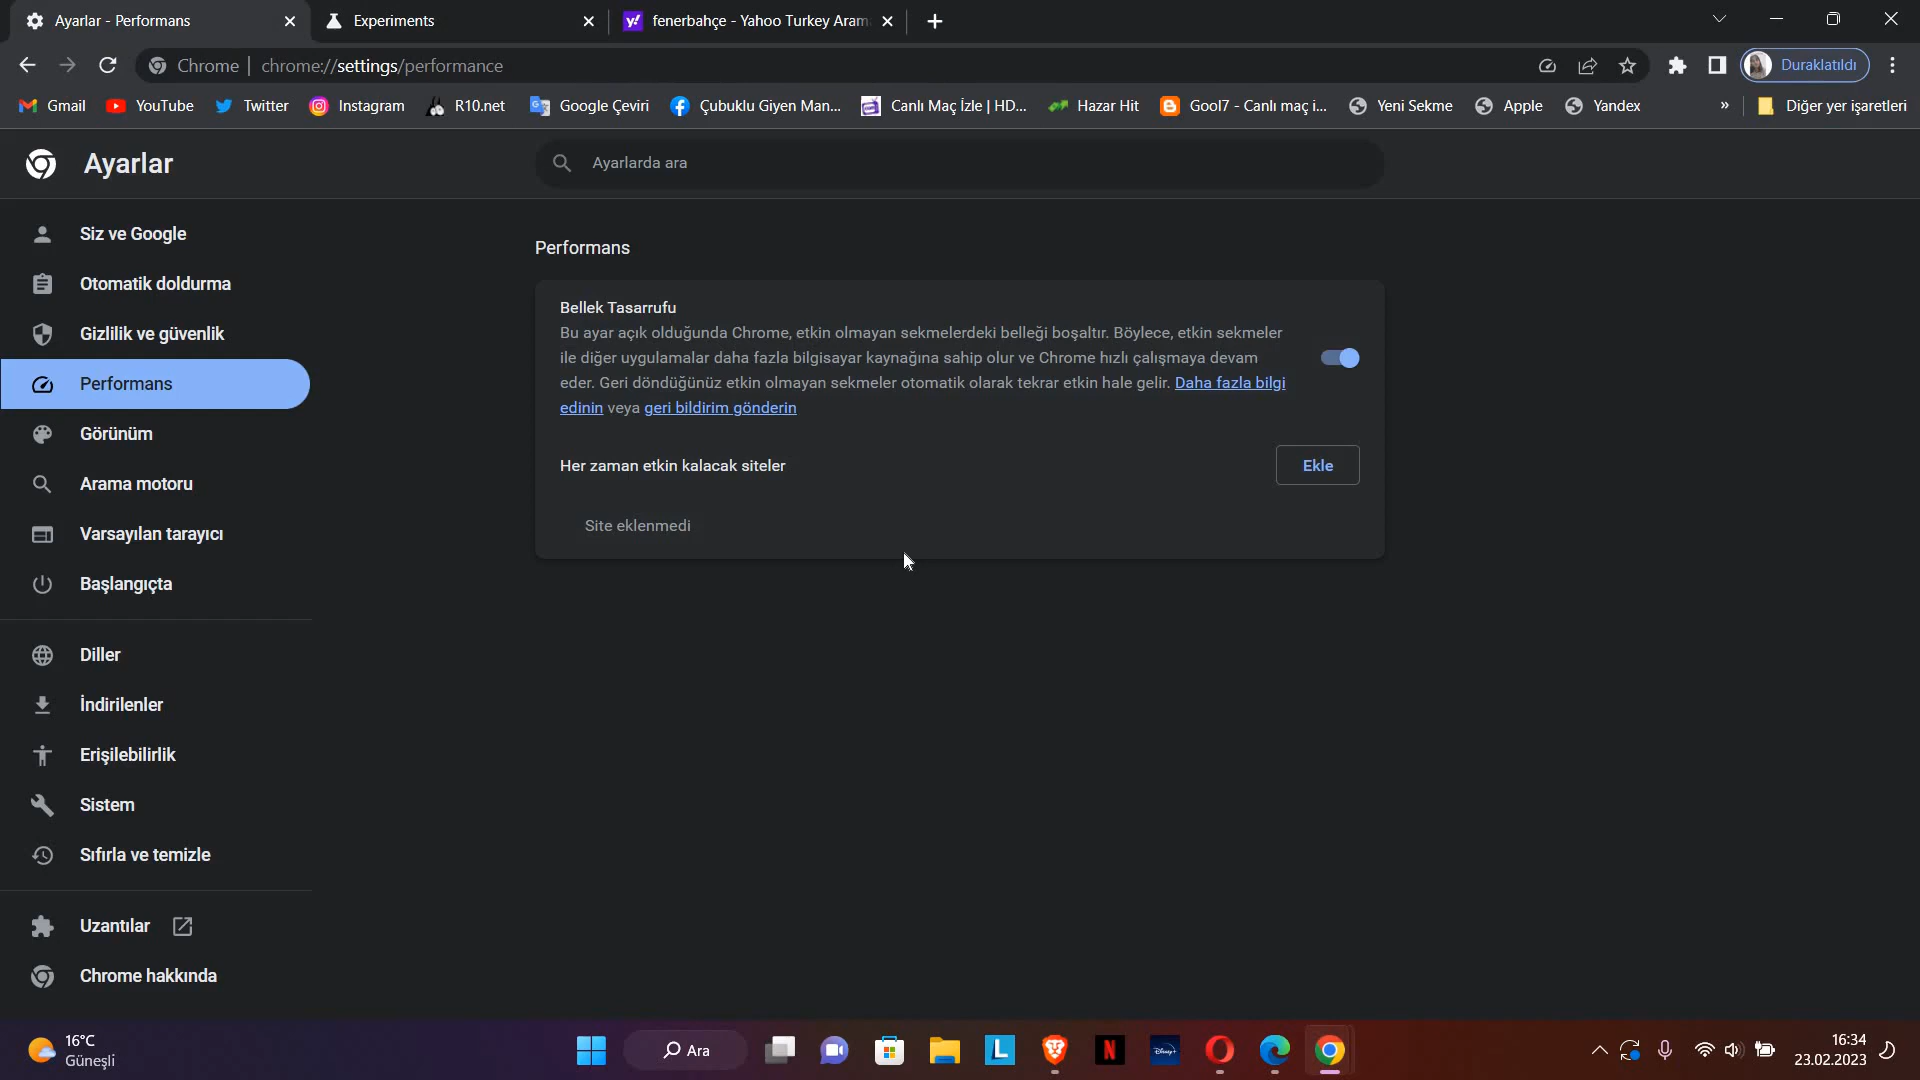 Ayarlar - Performans
Experiments
fenerbahçe - Yahoo Turkey Aram
Chrome
chrome://settings/performance
Duraklatıldı
Gmail
YouTube
Twitter
Instagram
R10.net
Google Çeviri
Çubuklu Giyen Man...
Canlı Maç İzle | HD...
Hazar Hit
Gool7 - Canlı maç i...
Yeni Sekme
Apple
Yandex
»
Diğer yer işaretleri
Ayarlar
Ayarlarda ara
Siz ve Google
Otomatik doldurma
Gizlilik ve güvenlik
Performans
Görünüm
Arama motoru
Varsayılan tarayıcı
Başlangıçta
Diller
İndirilenler
Erişilebilirlik
Sistem
Sıfırla ve temizle
Uzantılar
Chrome hakkında
Performans
Bellek Tasarrufu
Bu ayar açık olduğunda Chrome, etkin olmayan sekmelerdeki belleği boşaltır. Böylece, etkin sekmeler
ile diğer uygulamalar daha fazla bilgisayar kaynağına sahip olur ve Chrome hızlı çalışmaya devam
eder. Geri döndüğünüz etkin olmayan sekmeler otomatik olarak tekrar etkin hale gelir. Daha fazla bilgi
edinin veya geri bildirim gönderin
Her zaman etkin kalacak siteler
Ekle
Site eklenmedi
16°C
Güneşli
Ara
L
N
Disney+
16:34
23.02.2023